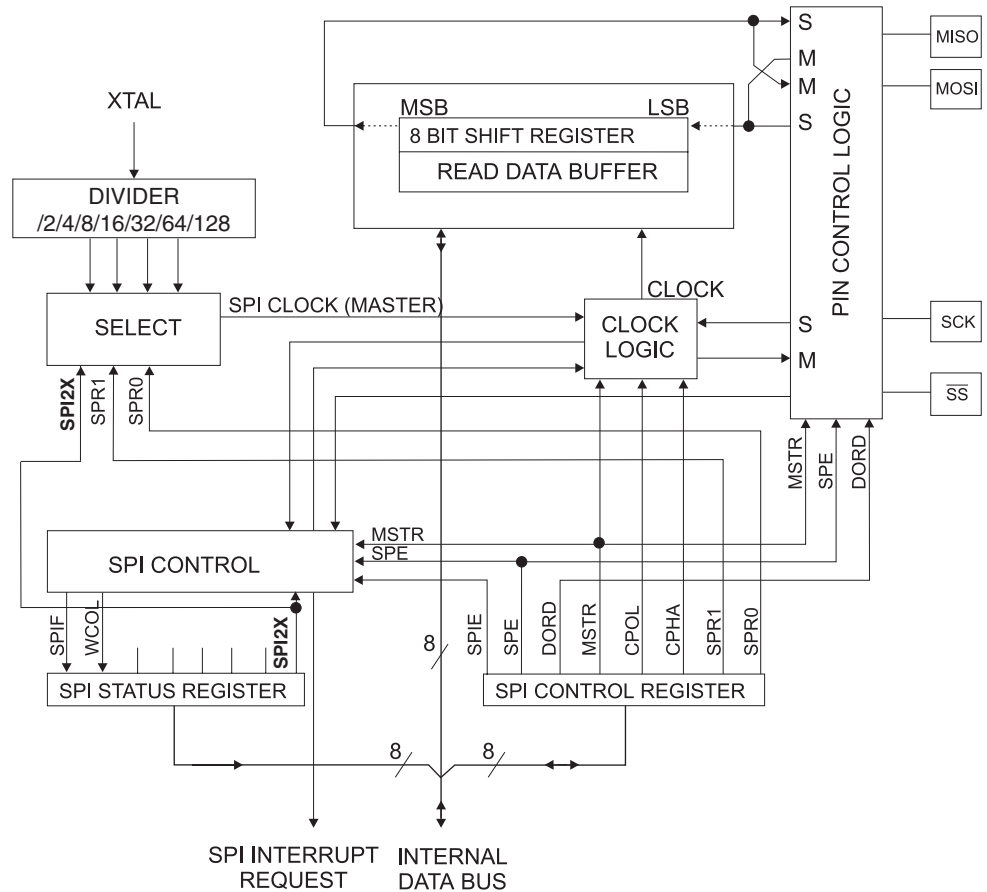 S
MISO
M
M
MOSI
S
PIN CONTROL LOGIC
MSB
LSB
8 BIT SHIFT REGISTER
READ DATA BUFFER
XTAL
DIVIDER
/2/4/8/16/32/64/128
SELECT
SPI CLOCK (MASTER)
CLOCK
CLOCK
LOGIC
S
M
SCK
SS
SPI2X
SPR1
SPR0
MSTR
SPE
DORD
SPI CONTROL
MSTR
SPE
SPIF
WCOL
SPI2X
8
SPIE
SPE
DORD
MSTR
CPOL
CPHA
SPR1
SPR0
SPI STATUS REGISTER
SPI CONTROL REGISTER
8
8
SPI INTERRUPT
REQUEST
INTERNAL
DATA BUS